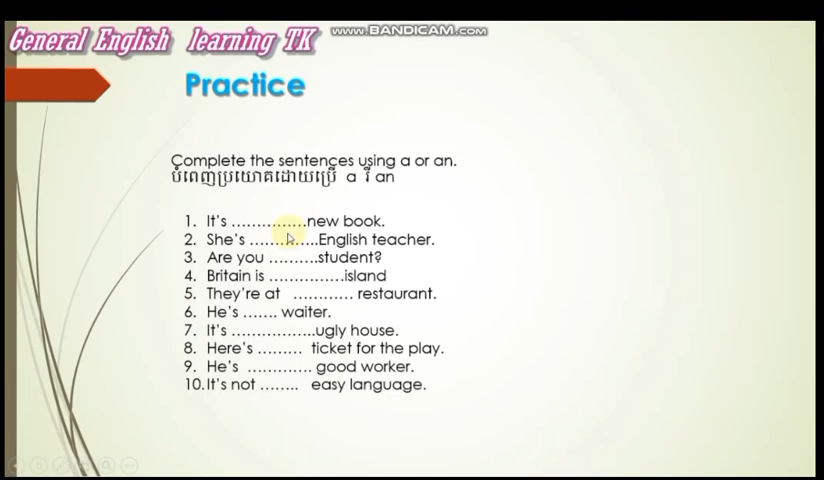 General English learning TK
www.BANDICAM.com
Practice
Complete the sentences using a or an.
បំពេញប្រយោគដោយប្រើ a រឺ an
1. It's ..............new book.
2. She's .............English teacher.
3. Are you ..........student?
4. Britain is ...............island
5. They're at ............ restaurant.
6. He's ....... waiter.
7. It's .................ugly house.
8. Here's ......... ticket for the play.
9. He's ............. good worker.
10. It's not ........ easy language.